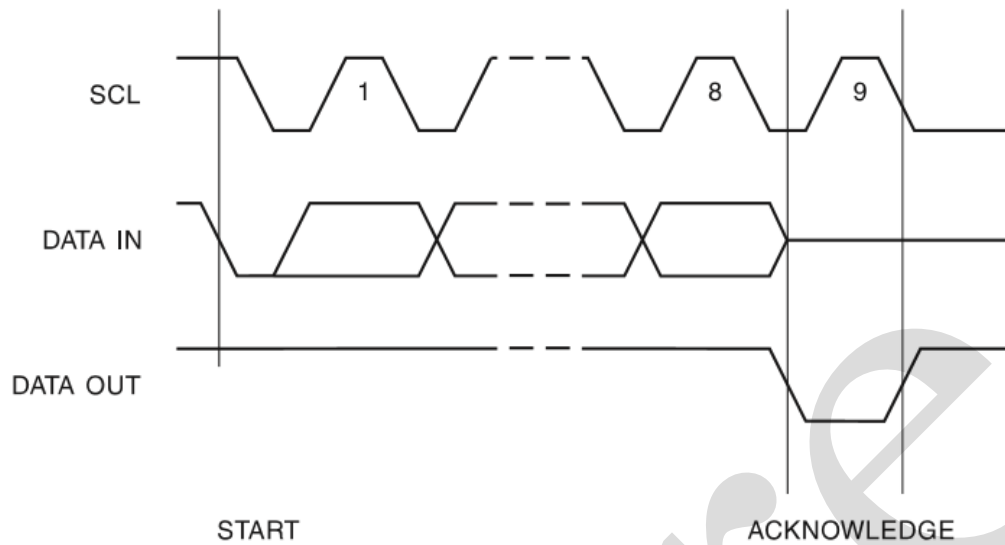 SCL
1
8
9
DATA IN
DATA OUT
START
ACKNOWLEDGE